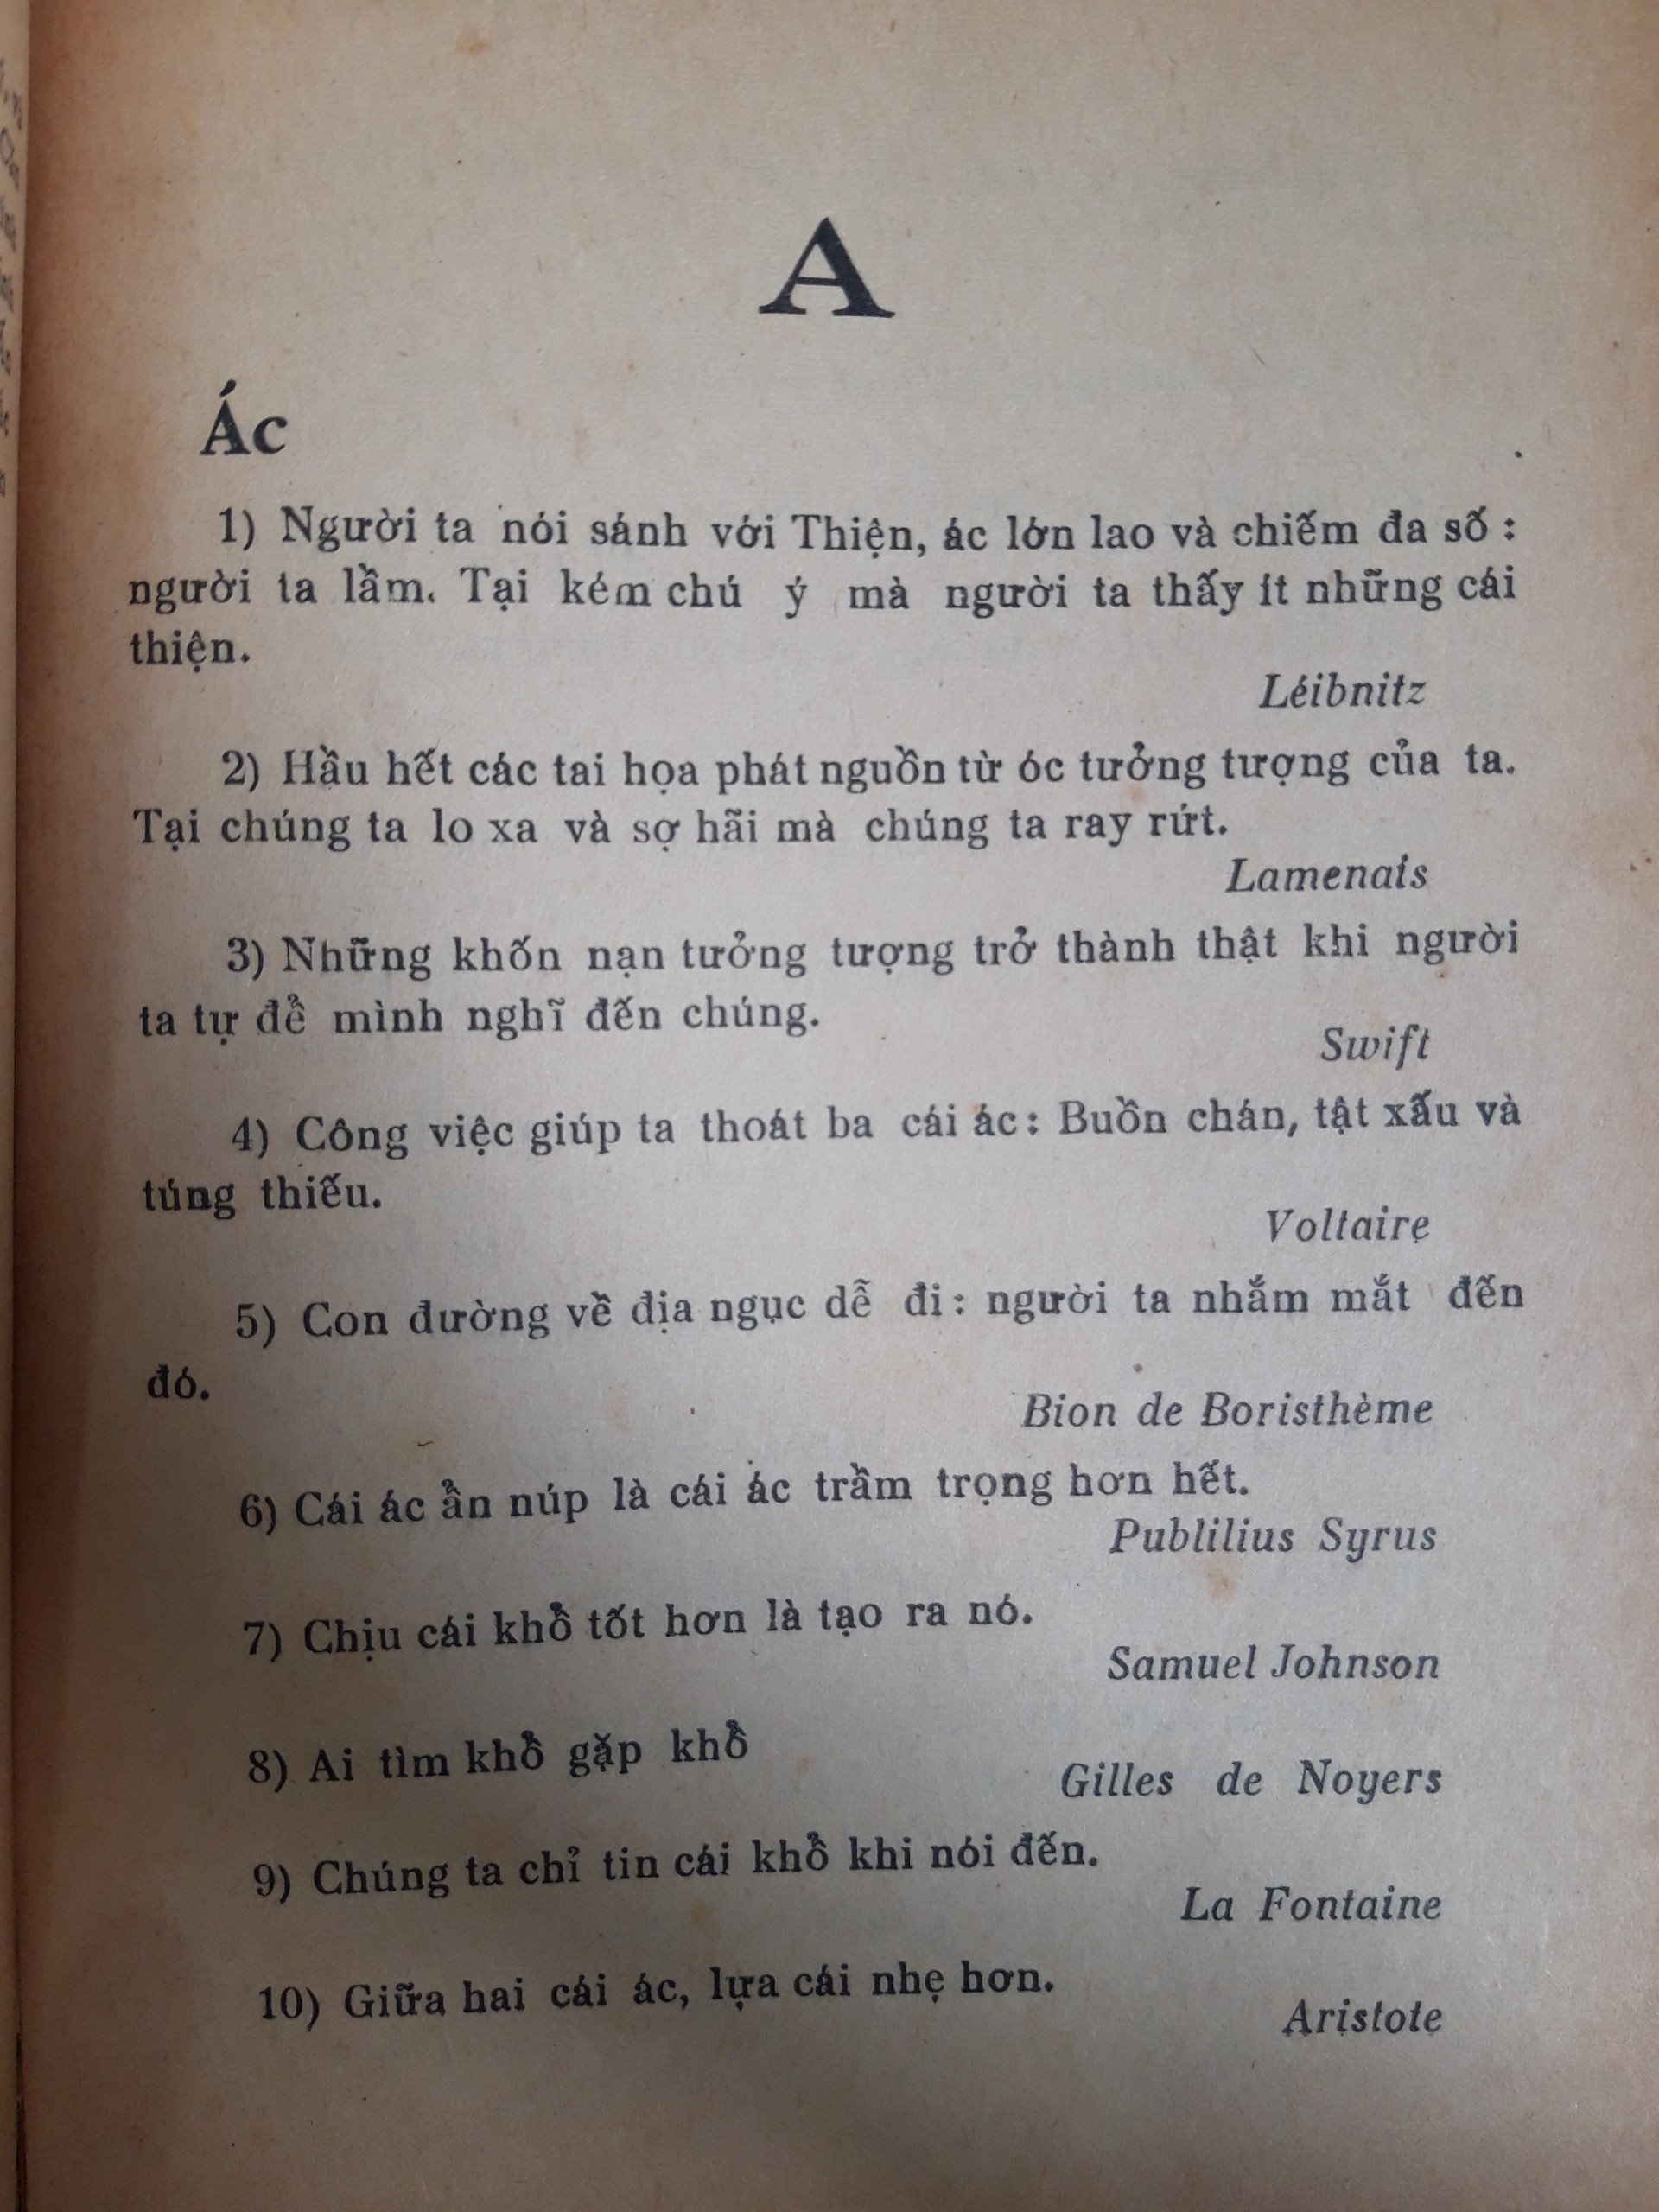 A
Ác
1) Người ta nói sánh với Thiện, ác lớn lao và chiếm đa số :
người ta lầm. Tại kém chú ý mà người ta thấy ít những cái
thiện.
Léibnitz
2) Hầu hết các tai họa phát nguồn từ óc tưởng tượng của ta.
Tại chúng ta lo xa và sợ hãi mà chúng ta ray rứt.
Lamenais
3) Những khốn nạn tưởng tượng trở thành thật khi người
ta tự để mình nghĩ đến chúng.
Swift
4) Công việc giúp ta thoát ba cái ác : Buồn chán, tật xấu và
túng thiếu.
Voltaire
5) Con đường về địa ngục dễ đi : người ta nhắm mắt đến
đó.
Bion de Boristhème
6) Cái ác ẩn núp là cái ác trầm trọng hơn hết.
Publilius Syrus
7) Chịu cái khổ tốt hơn là tạo ra nó.
Samuel Johnson
8) Ai tìm khổ gặp khổ
Gilles de Noyers
9) Chúng ta chỉ tin cái khổ khi nói đến.
La Fontaine
10) Giữa hai cái ác, lựa cái nhẹ hơn.
Aristote